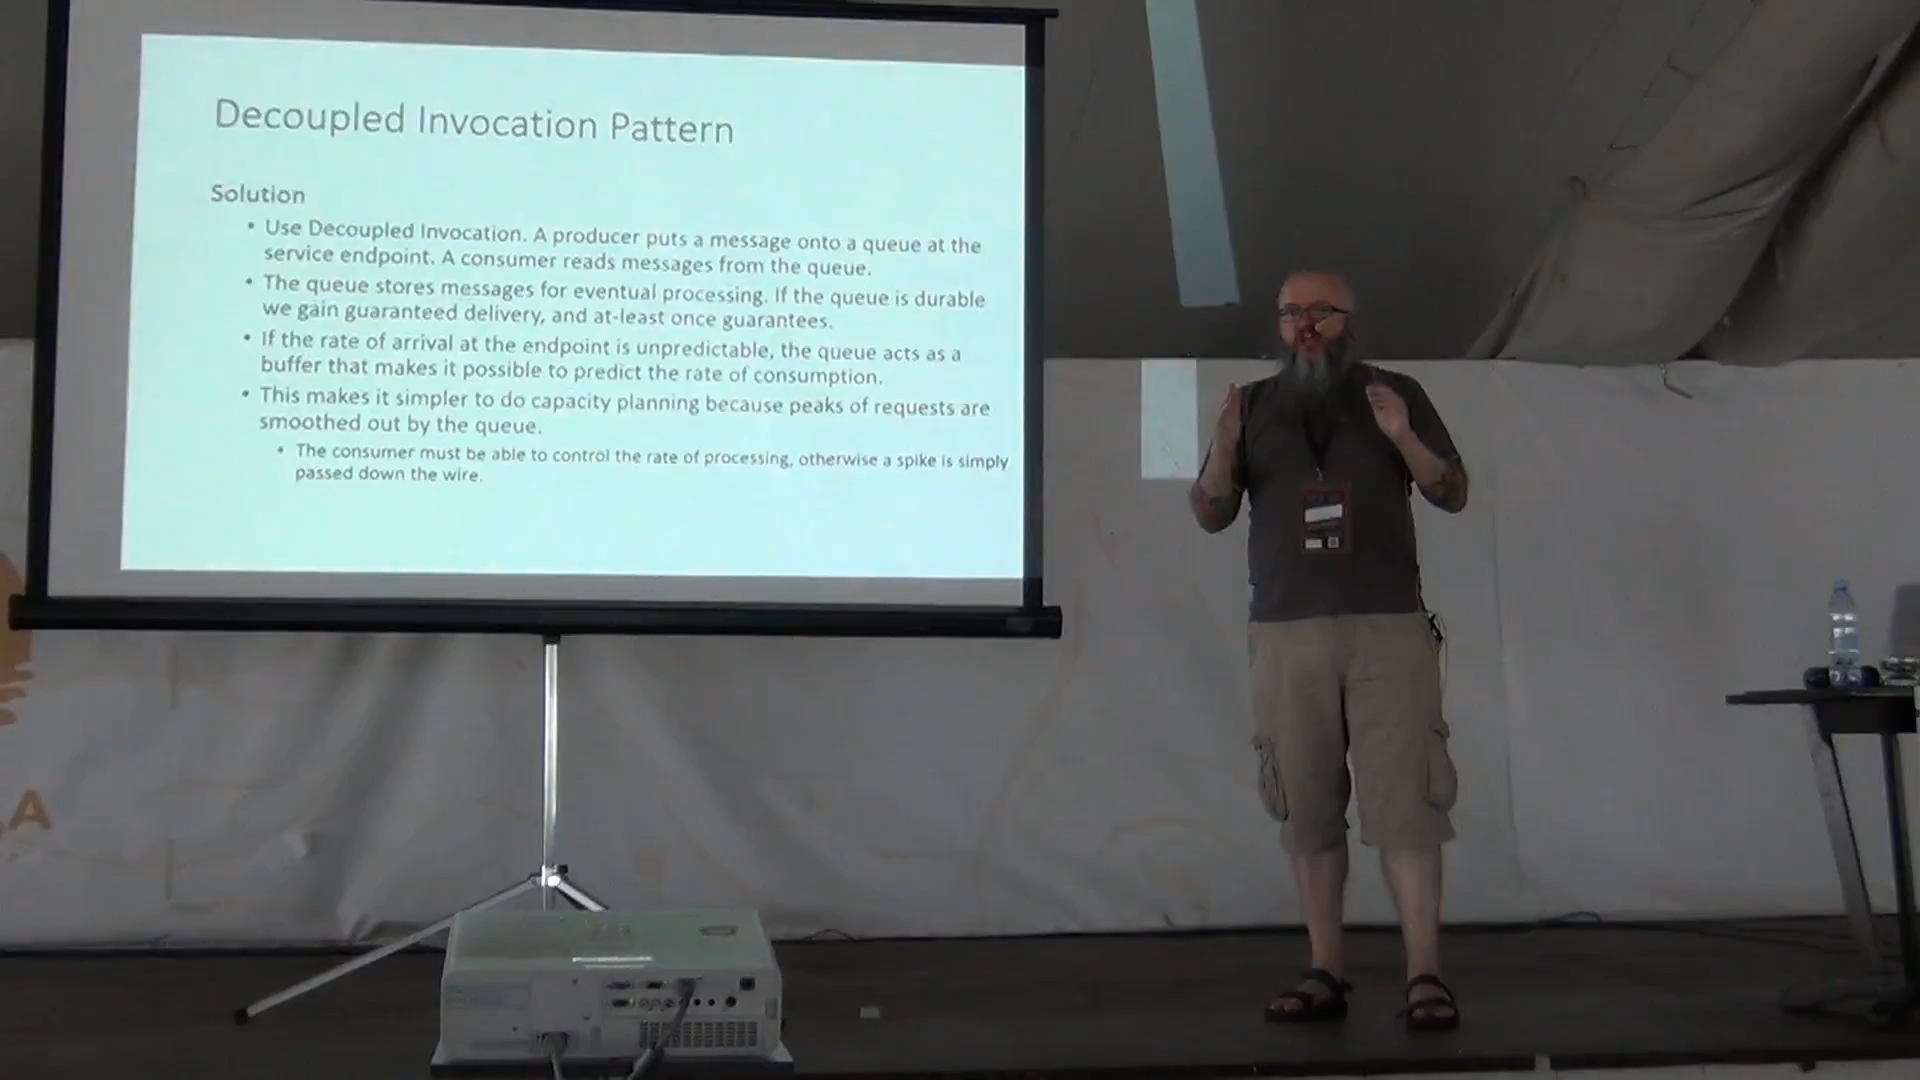 Decoupled Invocation Pattern
Solution
• Use Decoupled Invocation. A producer puts a message onto a queue at the
service endpoint. A consumer reads messages from the queue.
• The queue stores messages for eventual processing. If the queue is durable
we gain guaranteed delivery, and at-least once guarantees.
• If the rate of arrival at the endpoint is unpredictable, the queue acts as a
buffer that makes it possible to predict the rate of consumption.
• This makes it simpler to do capacity planning because peaks of requests are
smoothed out by the queue.
• The consumer must be able to control the rate of processing, otherwise a spike is simply
passed down the wire.
A